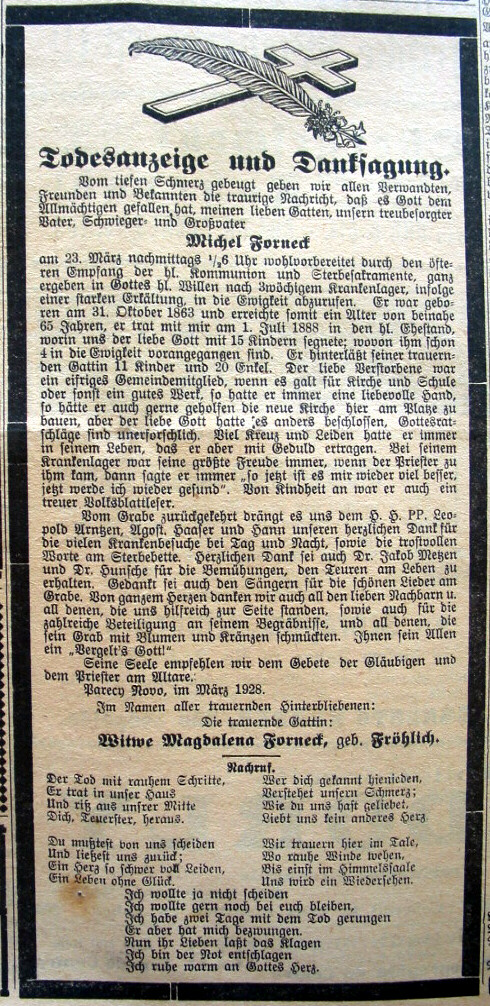 Todesanzeige und Danksagung.
Vom tiefen Schmerz gebeugt geben wir allen Verwandten,
Freunden und Bekannten die traurige Nachricht, daß es Gott dem
Allmächtigen gefallen hat, meinen lieben Gatten, unsern treubesorgter
Vater, Schwieger- und Großvater
Michel Forneck
am 23. März nachmittags ½6 Uhr wohlvorbereitet durch den öfte-
ren Empfang der hl. Kommunion und Sterbesakramente, ganz
ergeben in Gottes hl. Willen nach 3wöchigem Krankenlager, infolge
einer starken Erkältung, in die Ewigkeit abzurufen. Er war gebo-
ren am 31. Oktober 1863 und erreichte somit ein Alter von beinahe
65 Jahren, er trat mit mir am 1. Juli 1888 in den hl. Ehestand,
worin uns der liebe Gott mit 15 Kindern segnete; wovon ihm schon
4 in die Ewigkeit vorangegangen sind. Er hinterläßt seiner trauern-
den Gattin 11 Kinder und 20 Enkel. Der liebe Verstorbene war
ein eifriges Gemeindemitglied, wenn es galt für Kirche und Schule
oder sonst ein gutes Werk, so hatte er immer eine liebevolle Hand,
so hätte er auch gerne geholfen die neue Kirche hier am Platze zu
bauen, aber der liebe Gott hatte es anders beschlossen, Gottesrat-
schläge sind unerforschlich. Viel Kreuz und Leiden hatte er immer
in seinem Leben, das er aber mit Geduld ertragen. Bei seinem
Krankenlager war seine größte Freude immer, wenn der Priester zu
ihm kam, dann sagte er immer „so jetzt ist es mir wieder viel besser,
jetzt werde ich wieder gesund". Von Kindheit an war er auch ein
treuer Volksblattleser.
Vom Grabe zurückgekehrt drängt es uns dem H. H. PP. Leo-
pold Arntzen, Agost. Haaser und Hann unseren herzlichen Dank für
die vielen Krankenbesuche bei Tag und Nacht, sowie die trostvollen
Worte am Sterbebette. Herzlichen Dank sei auch Dr. Jakob Metzen
und Dr. Hunsche für die Bemühungen, den Teuren am Leben zu
erhalten. Gedankt sei auch den Sängern für die schönen Lieder am
Grabe. Von ganzem Herzen danken wir auch all den lieben Nachbarn u.
all denen, die uns hilfreich zur Seite standen, sowie auch für die
zahlreiche Beteiligung an seinem Begräbnisse, und all denen, die
sein Grab mit Blumen und Kränzen schmückten. Ihnen sein Allen
ein „Vergelt's Gott!"
Seine Seele empfehlen wir dem Gebete der Gläubigen und
dem Priester am Altare.
Parecy Novo, im März 1928.
Im Namen aller trauernden Hinterbliebenen:
Die trauernde Gattin:
Witwe Magdalena Forneck, geb. Fröhlich.
Nachruf.
Der Tod mit rauhem Schritte,
Er trat in unser Haus
Und riß aus unsrer Mitte
Dich, Teuerster, heraus.
Du mußtest von uns scheiden
Und ließest uns zurück;
Ein Herz so schwer voll Leiden,
Ein Leben ohne Glück.
Wer dich gekannt hienieden,
Verstehet unsern Schmerz;
Wie du uns hast geliebet,
Liebt uns kein anderes Herz.
Wir trauern hier im Tale,
Wo rauhe Winde wehen,
Bis einst im Himmelsaale
Uns wird ein Wiedersehen.
Ich wollte ja nicht scheiden
Ich wollte gern noch bei euch bleiben,
Ich habe zwei Tage mit dem Tod gerungen
Er aber hat mich bezwungen.
Nun ihr Lieben laßt das Klagen
Ich bin der Not entschlagen
Ich ruhe warm an Gottes Herz.